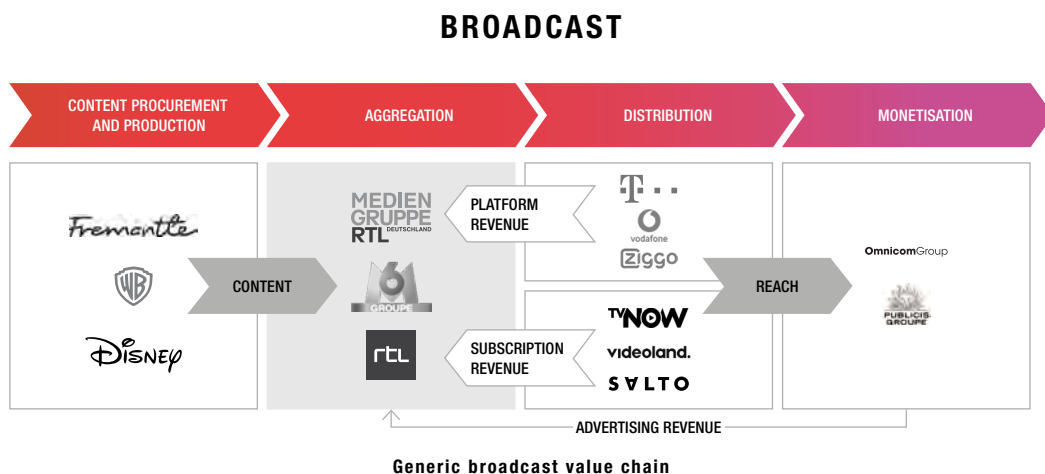 BROADCAST
CONTENT PROCUREMENT
AND PRODUCTION
AGGREGATION
DISTRIBUTION
MONETISATION
Fremantle
WB
Disney
CONTENT
MEDIEN
GRUPPE
RTL DEUTSCHLAND
M6
GROUPE
rtl
PLATFORM
REVENUE
SUBSCRIPTION
REVENUE
T
vodafone
ziggo
TVNOW
videoland.
SALTO
REACH
OmnicomGroup
PUBLICIS
GROUPE
ADVERTISING REVENUE
Generic broadcast value chain